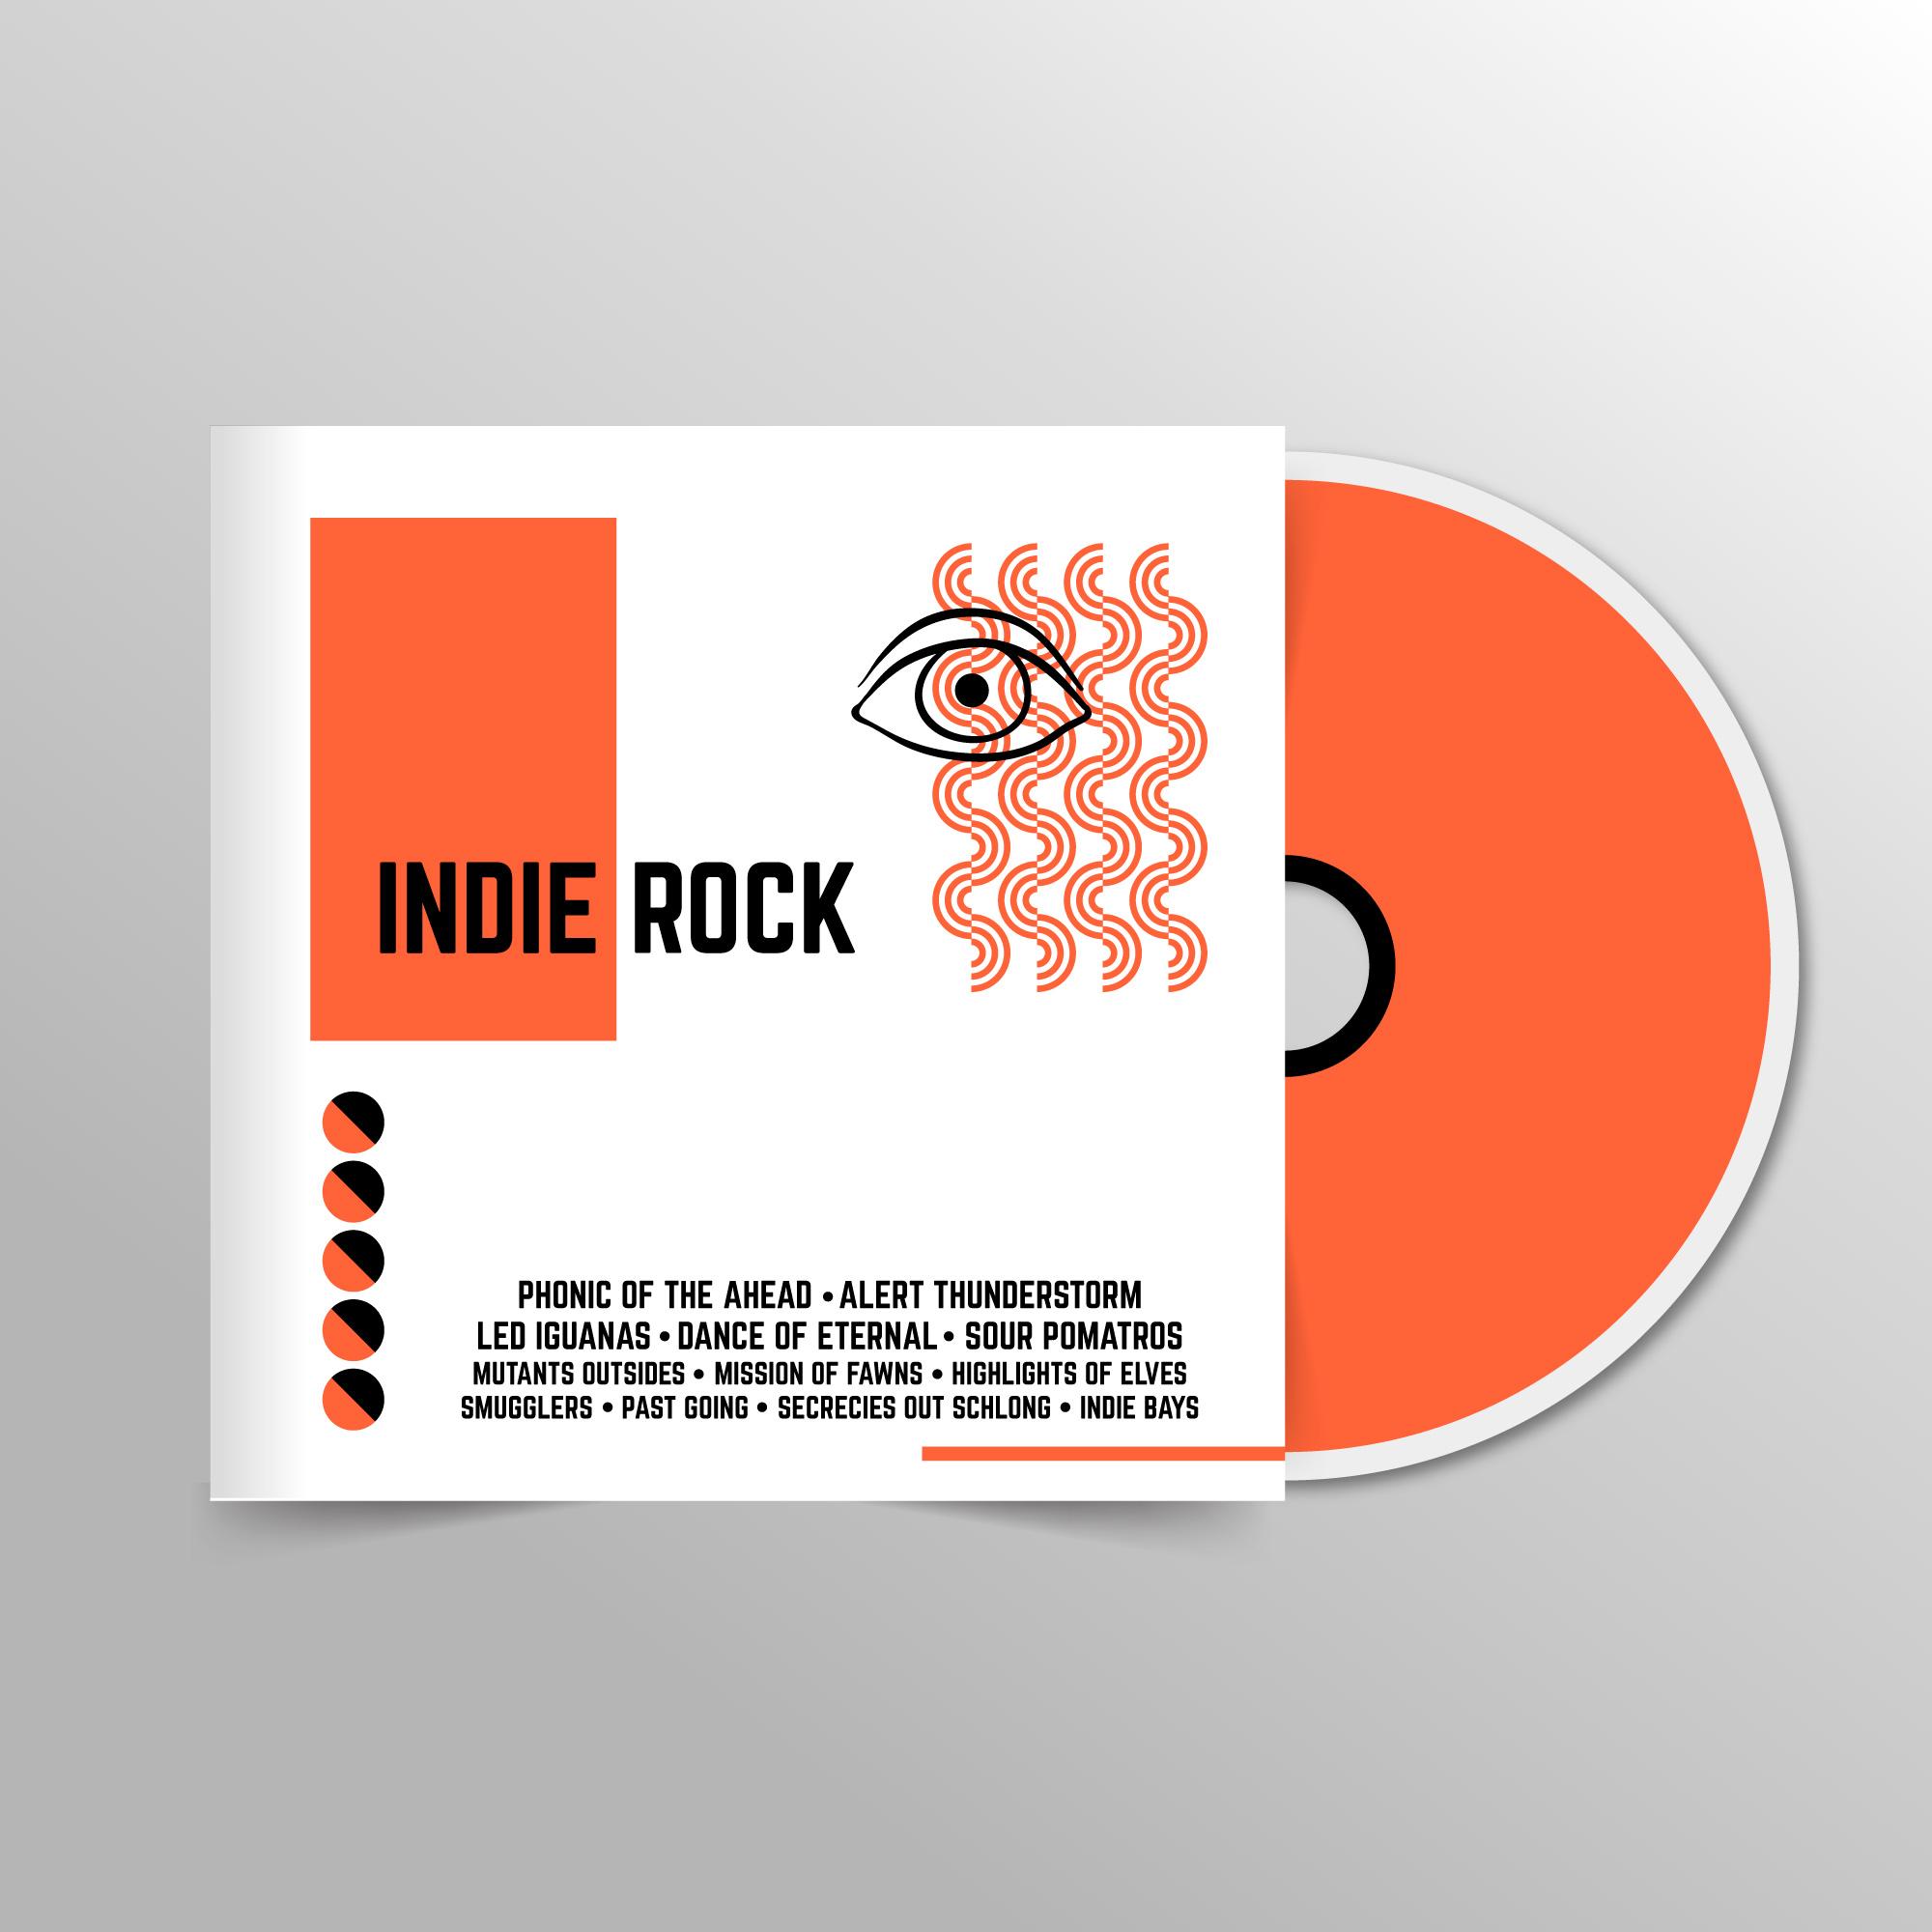 INDIE ROCK
PHONIC OF THE AHEAD • ALERT THUNDERSTORM
LED IGUANAS • DANCE OF ETERNAL • SOUR POMATROS
MUTANTS OUTSIDES • MISSION OF FAWNS • HIGHLIGHTS OF ELVES
SMUGGLERS • PAST GOING • SECRECIES OUT SCHLONG • INDIE BAYS